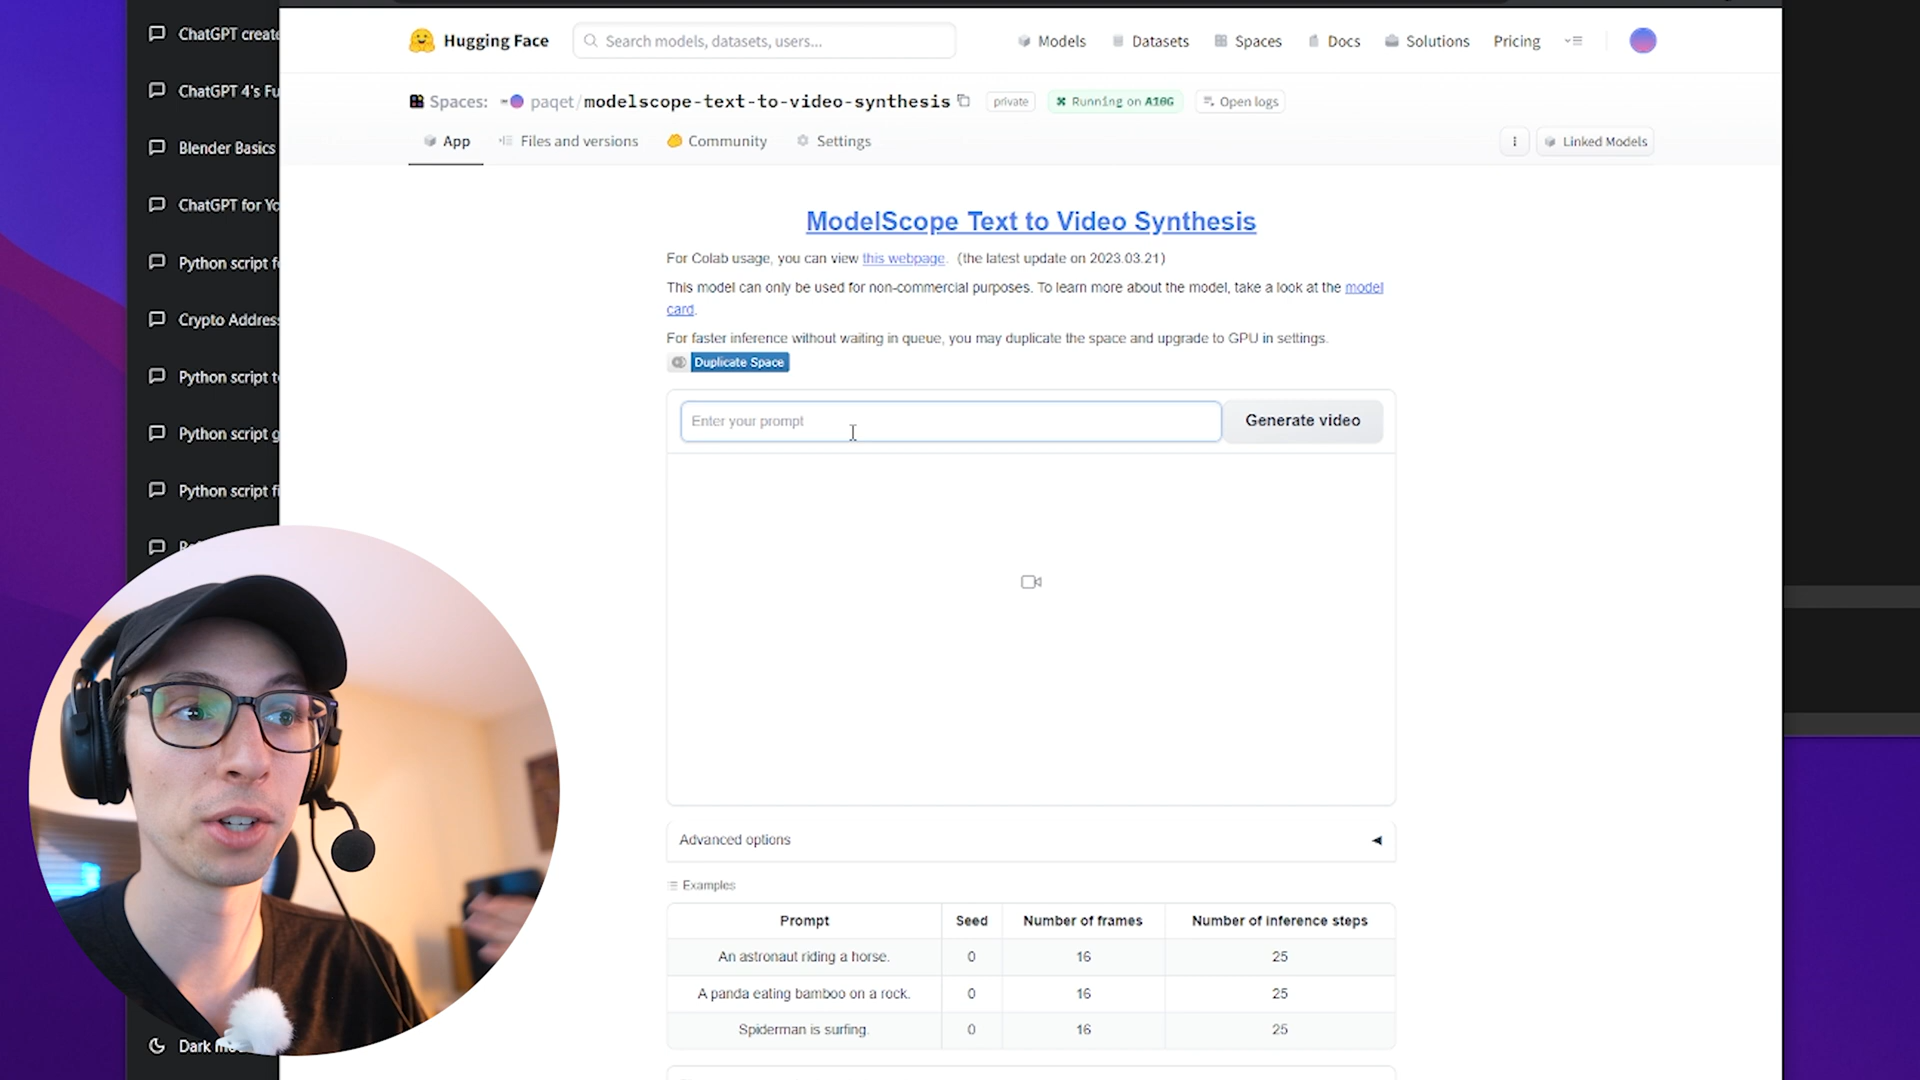 ChatGPT create
ChatGPT 4's Fu
Blender Basics
ChatGPT for Yo
Python script fo
Crypto Address
Python script t
Python script g
Python script fi
Dark mo
Hugging Face
Search models, datasets, users...
Models
Datasets
Spaces
Docs
Solutions
Pricing
Spaces: paqet/modelscope-text-to-video-synthesis
private
Running on A10G
Open logs
App
Files and versions
Community
Settings
Linked Models
ModelScope Text to Video Synthesis
For Colab usage, you can view this webpage. (the latest update on 2023.03.21)
This model can only be used for non-commercial purposes. To learn more about the model, take a look at the model
card.
For faster inference without waiting in queue, you may duplicate the space and upgrade to GPU in settings.
Duplicate Space
Enter your prompt
Generate video
Advanced options
Examples
Prompt Seed Number of frames Number of inference steps
An astronaut riding a horse. 0 16 25
A panda eating bamboo on a rock. 0 16 25
Spiderman is surfing. 0 16 25